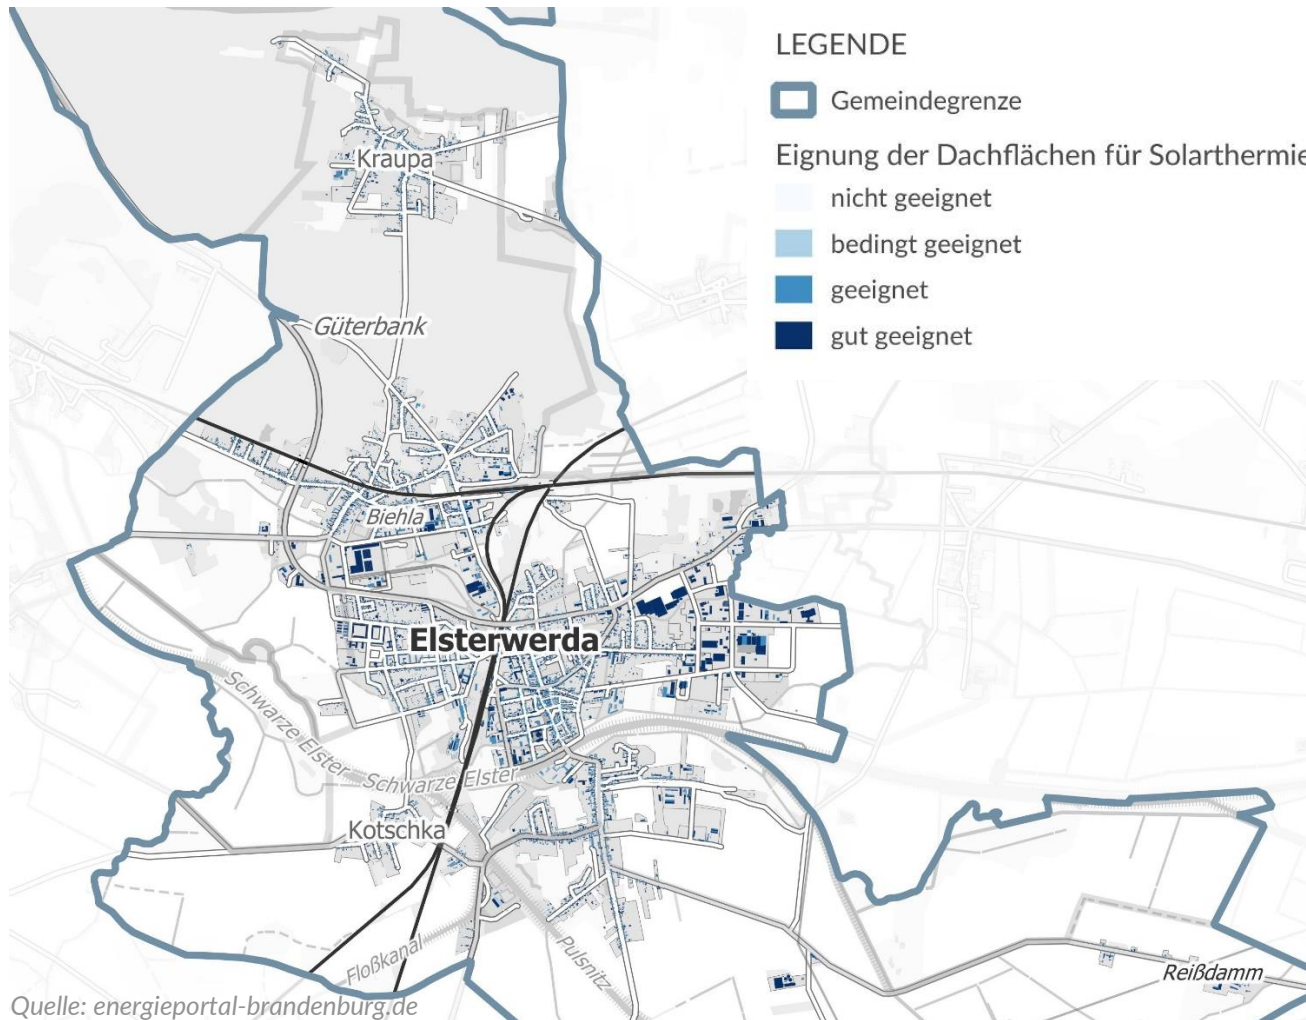 LEGENDE
Gemeindegrenze
Eignung der Dachflächen für Solarthermie
nicht geeignet
bedingt geeignet
geeignet
gut geeignet
Kraupa
Güterbank
Biehla
Elsterwerda
Schwarze Elster
Schwarze Elster
Kotschka
Floßkanal
Pulsnitz
Reißdamm
Quelle: energieportal-brandenburg.de